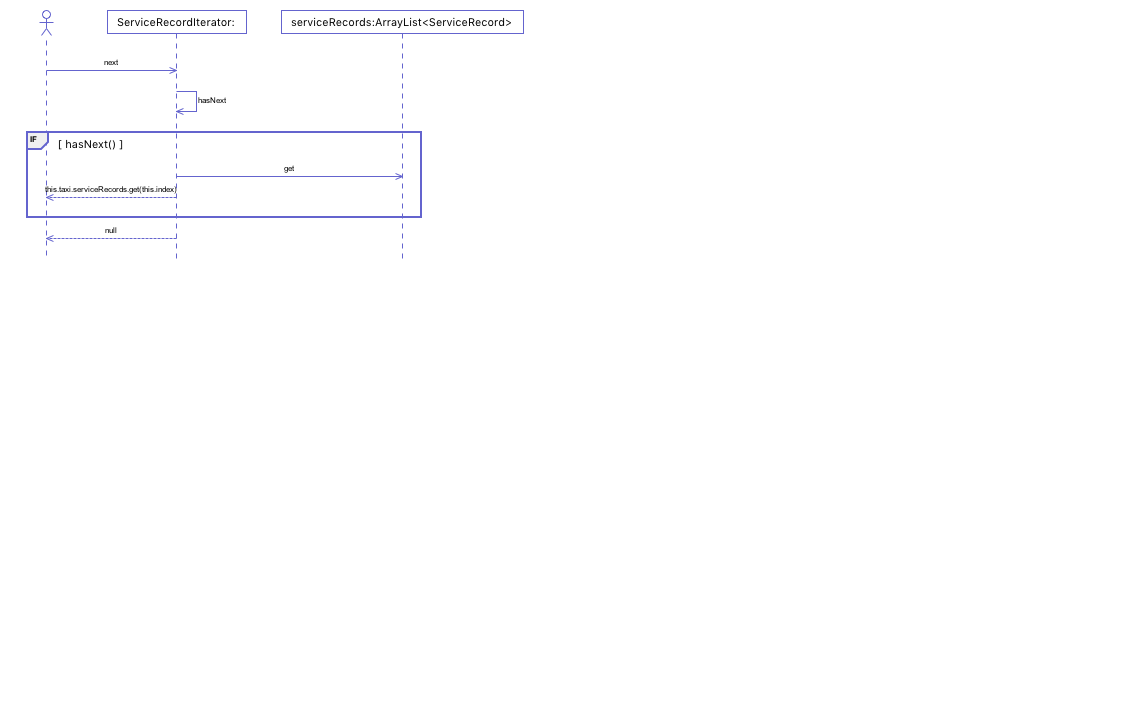 ServiceRecordIterator:
serviceRecords:ArrayList<ServiceRecord>
next
hasNext
IF
[ hasNext() ]
get
this.taxi.serviceRecords.get(this.index)
null